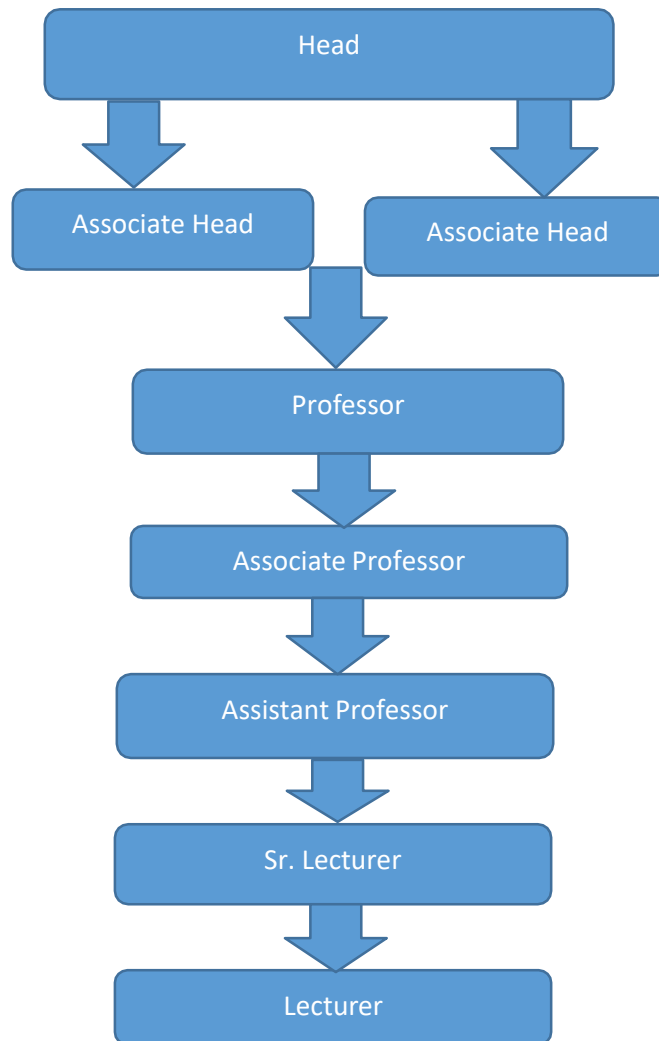 Head
Associate Head
Associate Head
Professor
Associate Professor
Assistant Professor
Sr. Lecturer
Lecturer